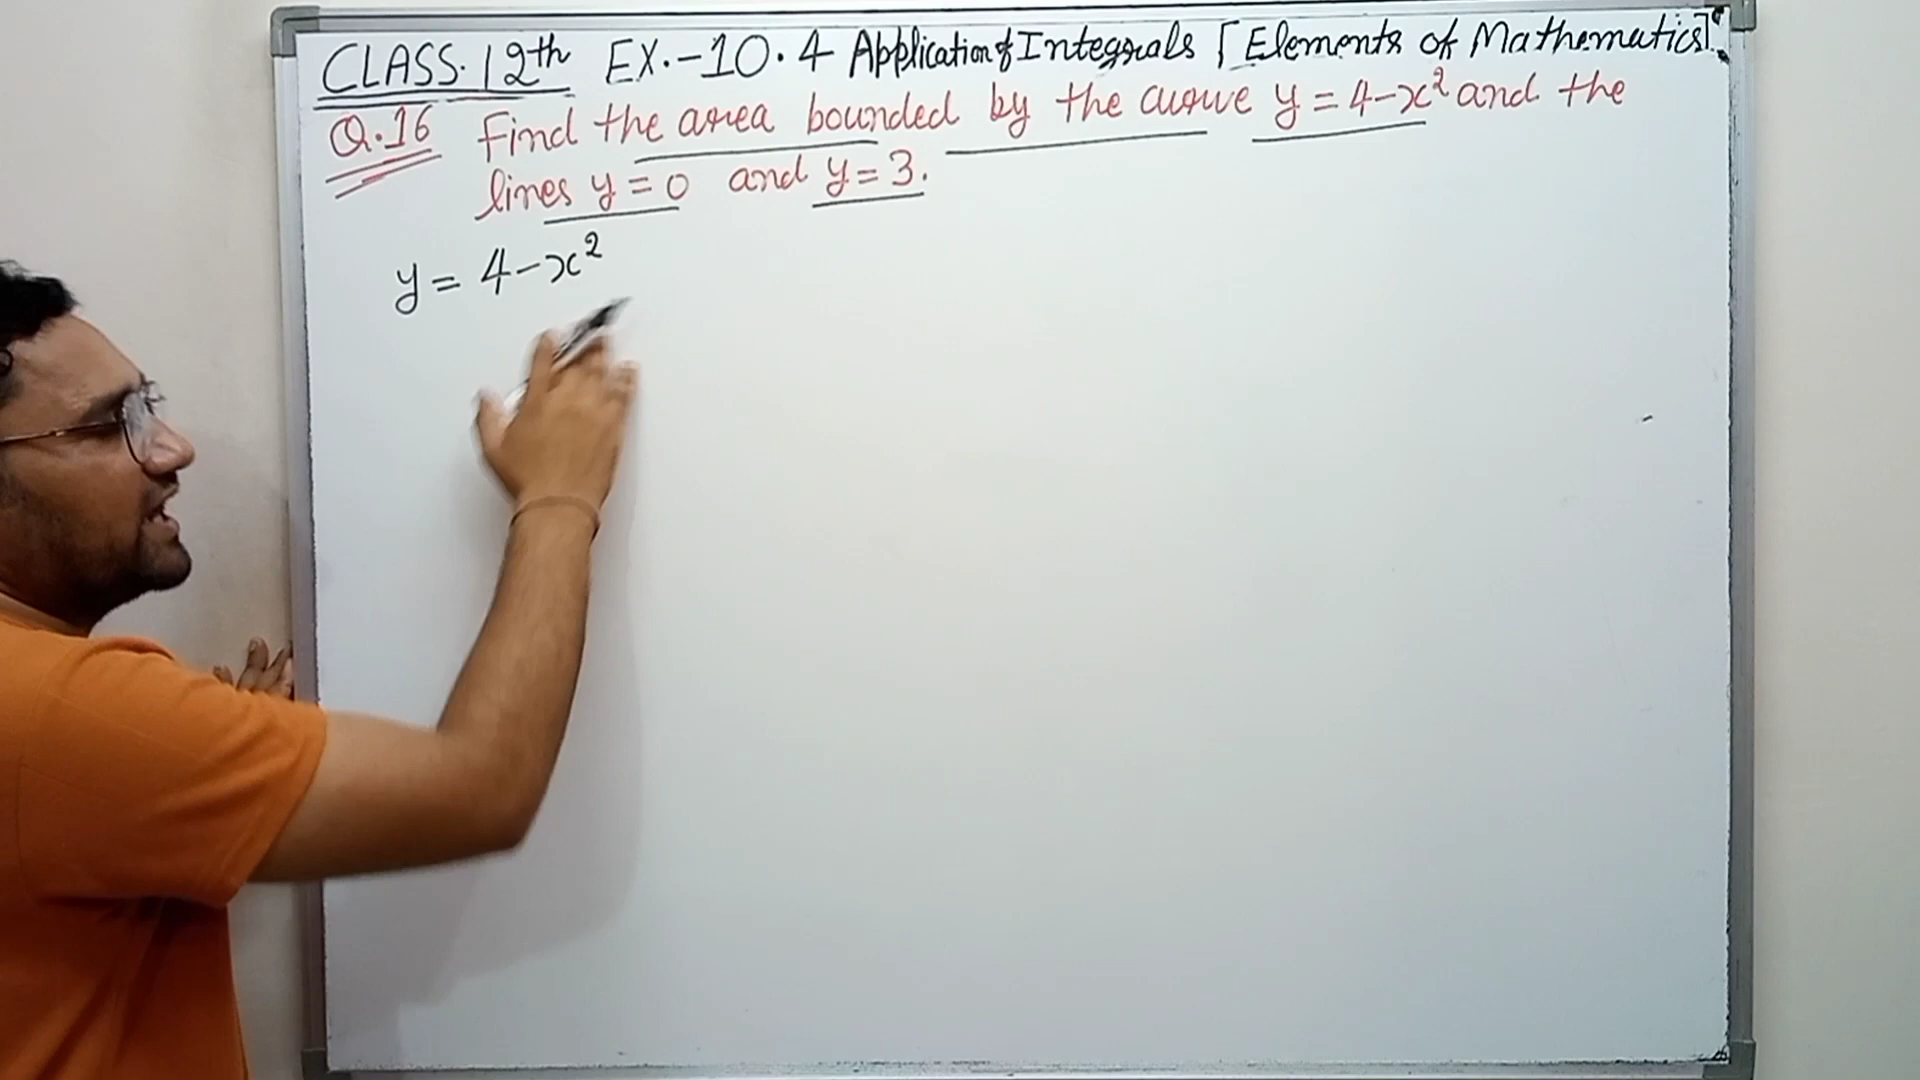 CLASS. 12th EX.-10.4 Application of Integrals [Elements of Mathematics]
Q.16 Find the area bounded by the curve y = 4-x² and the
lines y = 0 and y = 3.
y = 4-x²